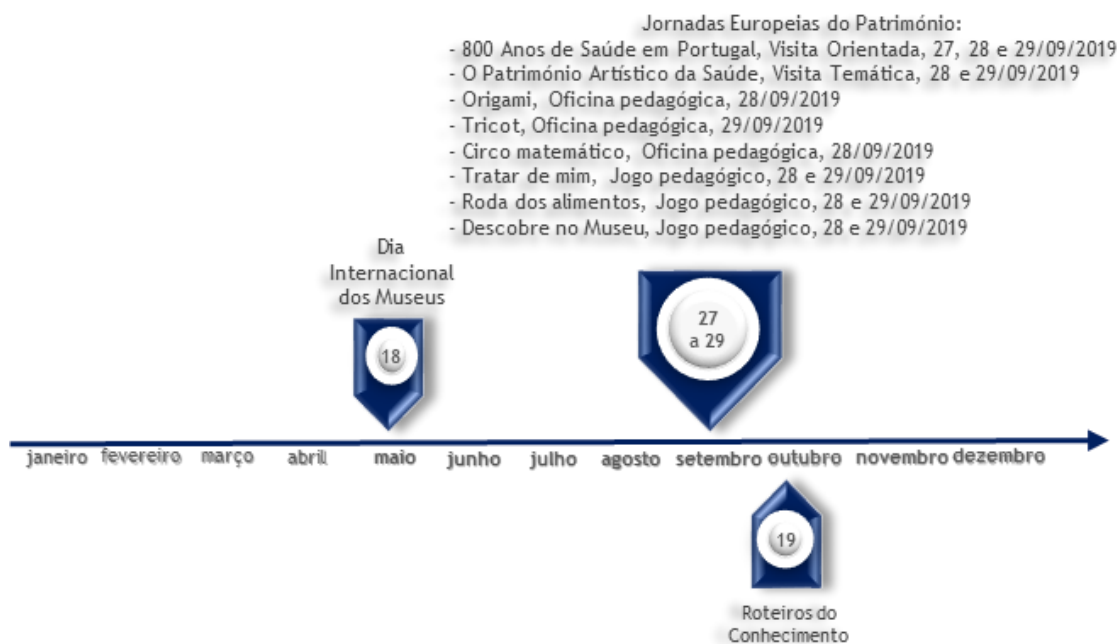 Jornadas Europeias do Património:
- 800 Anos de Saúde em Portugal, Visita Orientada, 27, 28 e 29/09/2019
- O Património Artístico da Saúde, Visita Temática, 28 e 29/09/2019
- Origami, Oficina pedagógica, 28/09/2019
- Tricot, Oficina pedagógica, 29/09/2019
- Circo matemático, Oficina pedagógica, 28/09/2019
- Tratar de mim, Jogo pedagógico, 28 e 29/09/2019
- Roda dos alimentos, Jogo pedagógico, 28 e 29/09/2019
- Descobre no Museu, Jogo pedagógico, 28 e 29/09/2019
Dia
Internacional
dos Museus
18
27
a 29
janeiro fevereiro março abril maio junho julho agosto setembro outubro novembro dezembro
19
Roteiros do
Conhecimento